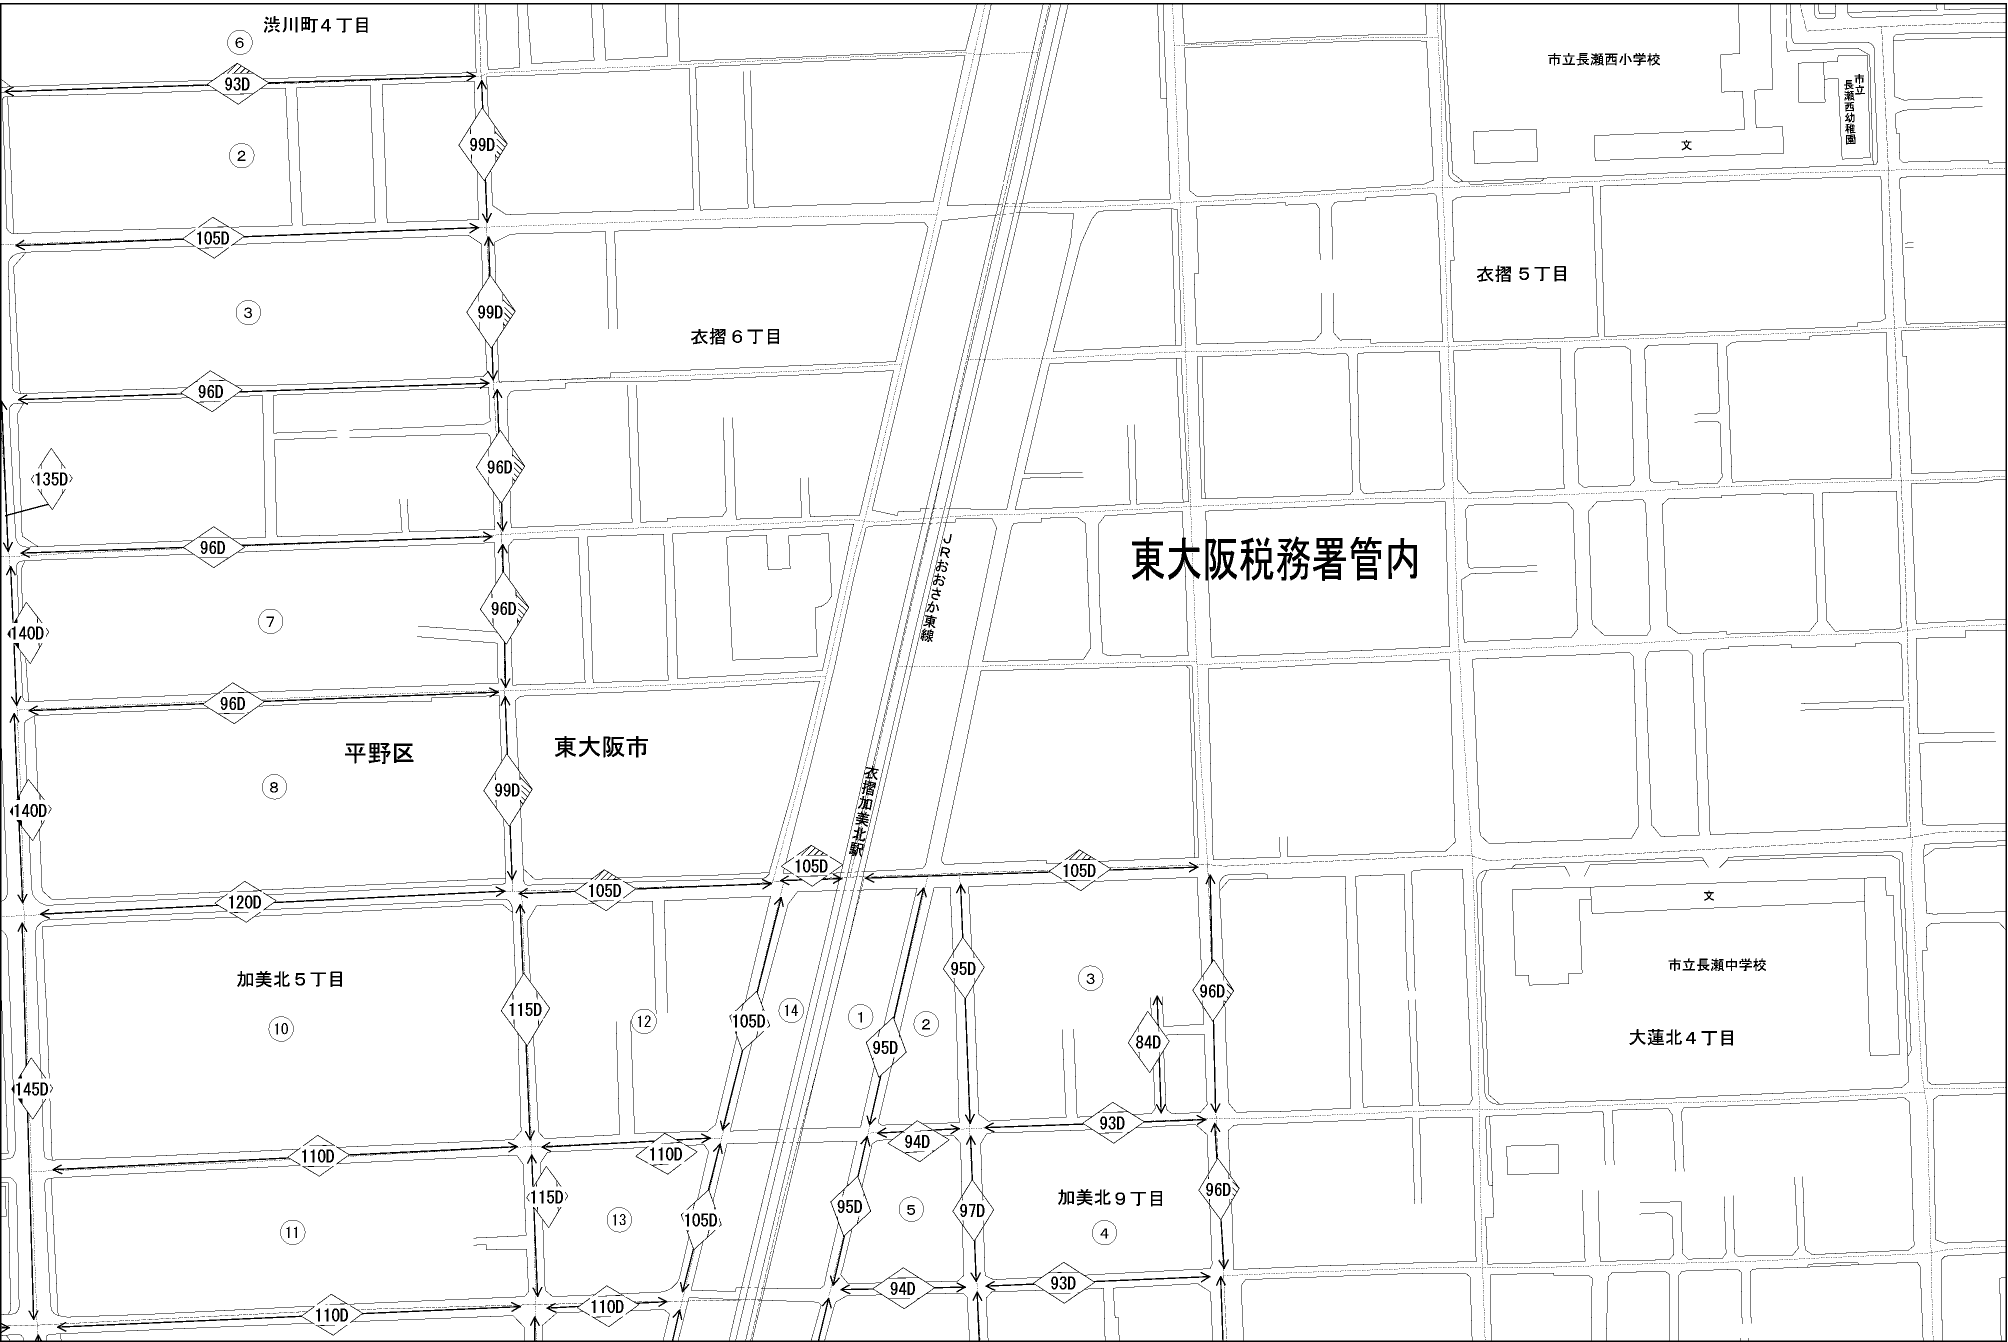 渋川町4丁目
6
93D
市立長瀬西小学校
市立
長瀬西幼稚園
文
99D
2
105D
衣摺5丁目
3
99D
衣摺6丁目
96D
96D
135D
96D
JRおおさか東線
東大阪税務署管内
7
96D
140D
96D
平野区
東大阪市
8
99D
140D
衣摺加美北駅
105D
105D
105D
120D
文
市立長瀬中学校
加美北5丁目
95D
3
96D
10
115D
12
105D
14
1
2
95D
84D
大蓮北4丁目
145D
110D
110D
94D
93D
115D
13
105D
95D
5
97D
加美北9丁目
96D
11
4
110D
110D
94D
93D